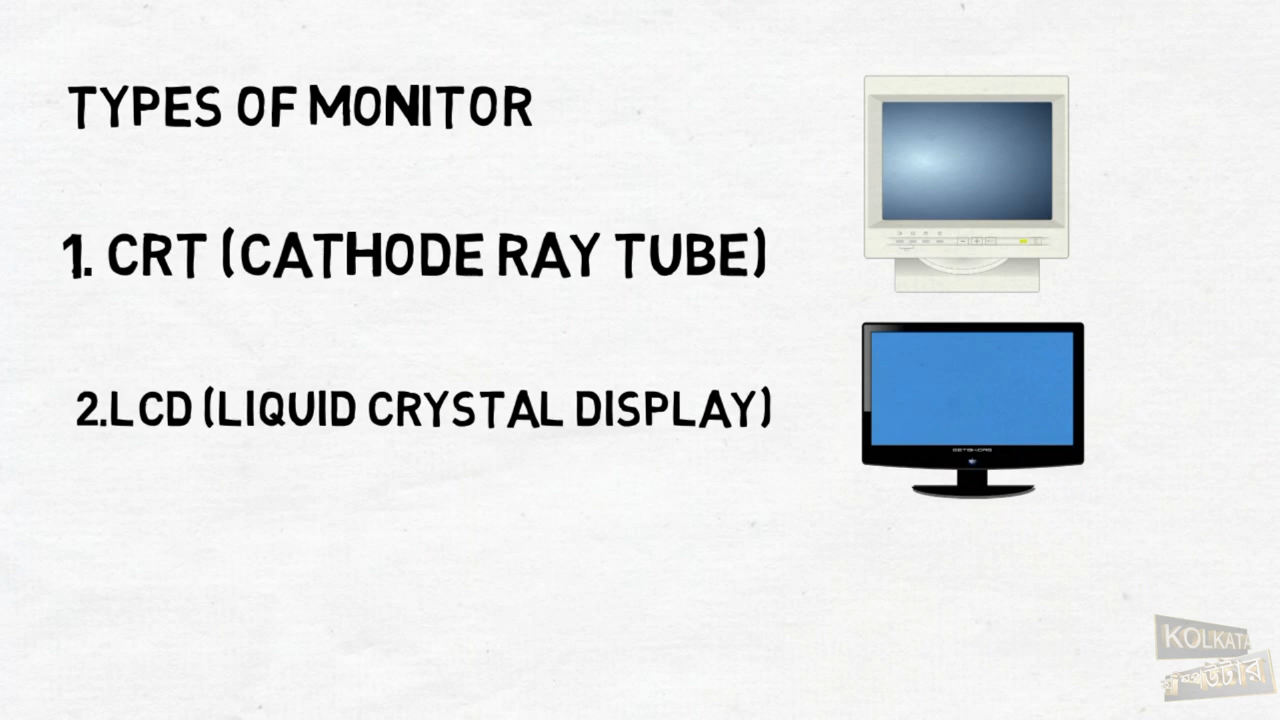 TYPES OF MONITOR
1. CRT (CATHODE RAY TUBE)
2.LCD (LIQUID CRYSTAL DISPLAY)
KOLKATA